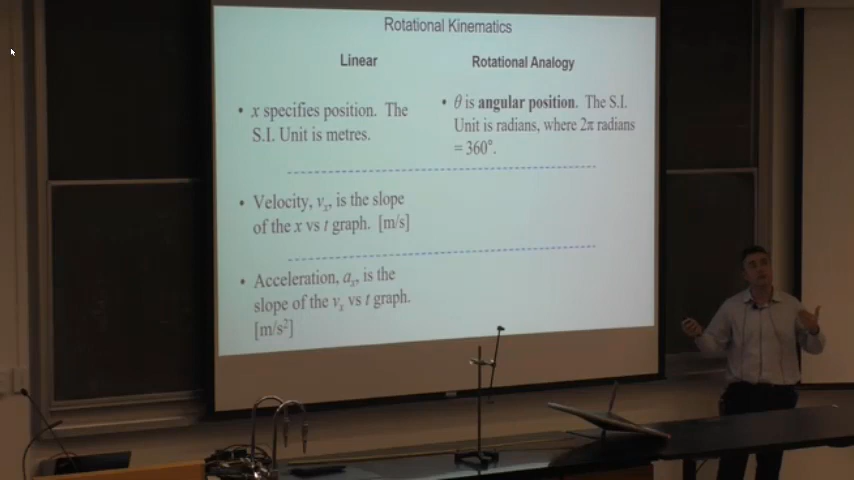 Rotational Kinematics
Linear
Rotational Analogy
• x specifies position. The
S.I. Unit is metres.
• θ is angular position. The S.I.
Unit is radians, where 2π radians
= 360°.
• Velocity, vₓ, is the slope
of the x vs t graph. [m/s]
• Acceleration, aₓ, is the
slope of the vₓ vs t graph.
[m/s²]